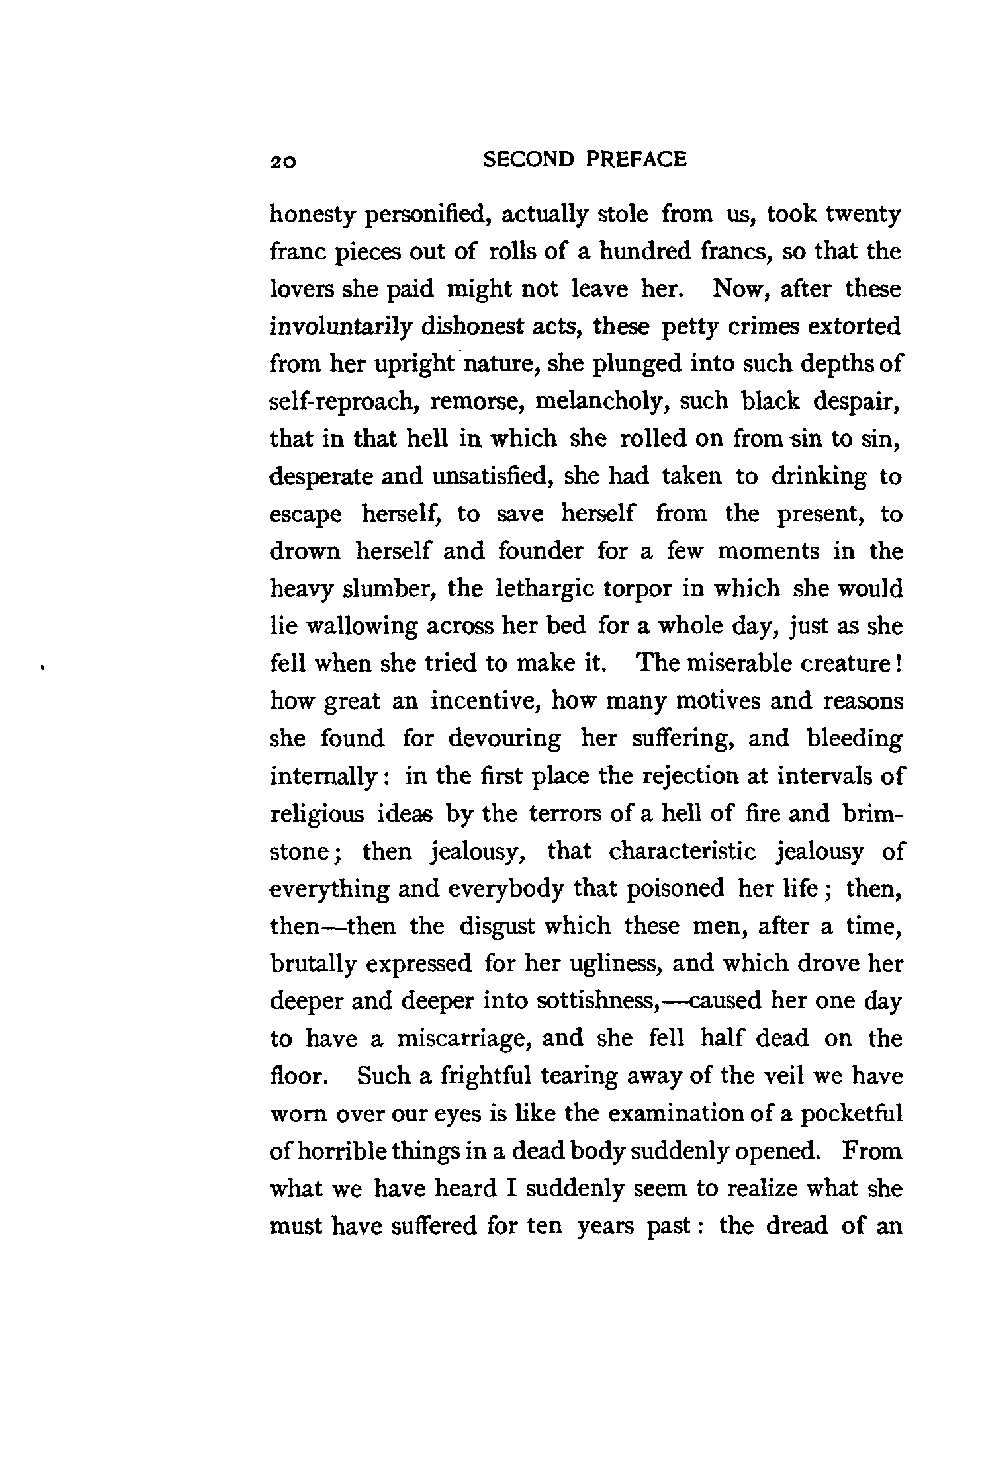 20 SECOND PREFACE
honesty personified, actually stole from us, took twenty
franc pieces out of rolls of a hundred francs, so that the
lovers she paid might not leave her. Now, after these
involuntarily dishonest acts, these petty crimes extorted
from her upright nature, she plunged into such depths of
self-reproach, remorse, melancholy, such black despair,
that in that hell in which she rolled on from sin to sin,
desperate and unsatisfied, she had taken to drinking to
escape herself, to save herself from the present, to
drown herself and founder for a few moments in the
heavy slumber, the lethargic torpor in which she would
lie wallowing across her bed for a whole day, just as she
fell when she tried to make it. The miserable creature!
how great an incentive, how many motives and reasons
she found for devouring her suffering, and bleeding
internally: in the first place the rejection at intervals of
religious ideas by the terrors of a hell of fire and brim-
stone; then jealousy, that characteristic jealousy of
everything and everybody that poisoned her life; then,
then—then the disgust which these men, after a time,
brutally expressed for her ugliness, and which drove her
deeper and deeper into sottishness,—caused her one day
to have a miscarriage, and she fell half dead on the
floor. Such a frightful tearing away of the veil we have
worn over our eyes is like the examination of a pocketful
of horrible things in a dead body suddenly opened. From
what we have heard I suddenly seem to realize what she
must have suffered for ten years past: the dread of an